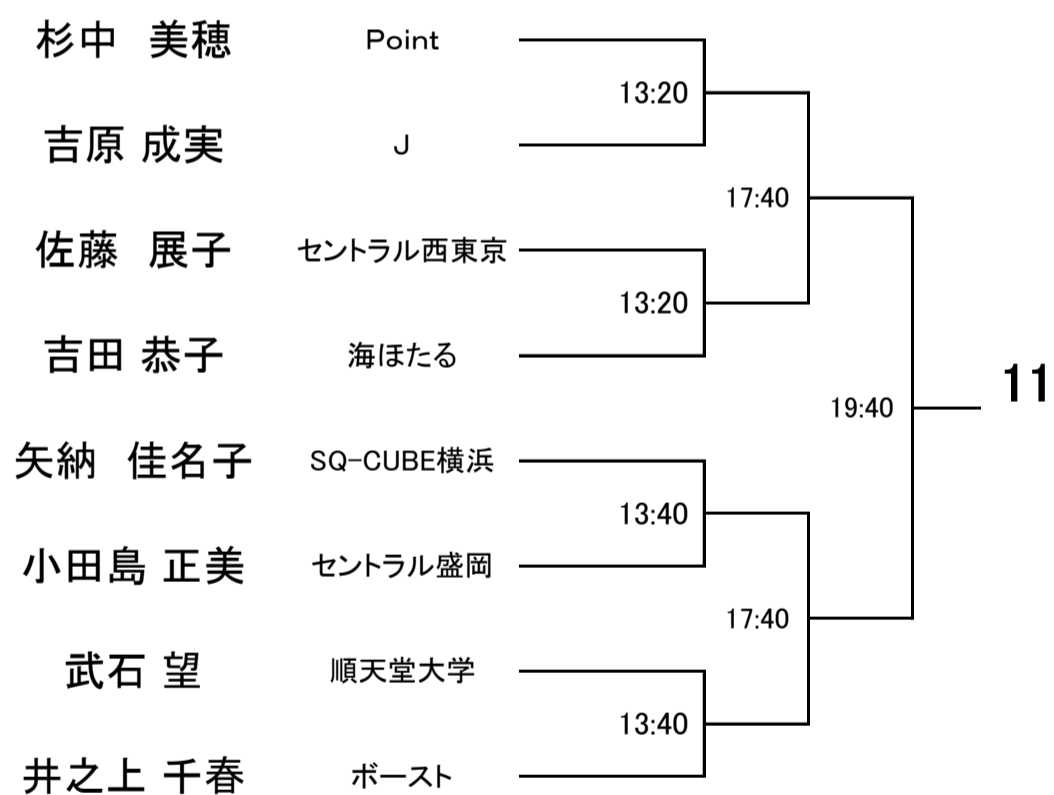 杉中　美穂 Point
13:20
吉原 成実 J
17:40
佐藤　展子 セントラル西東京
13:20
吉田 恭子 海ほたる
11
19:40
矢納　佳名子 SQ-CUBE横浜
13:40
小田島 正美 セントラル盛岡
17:40
武石 望 順天堂大学
13:40
井之上 千春 ボースト